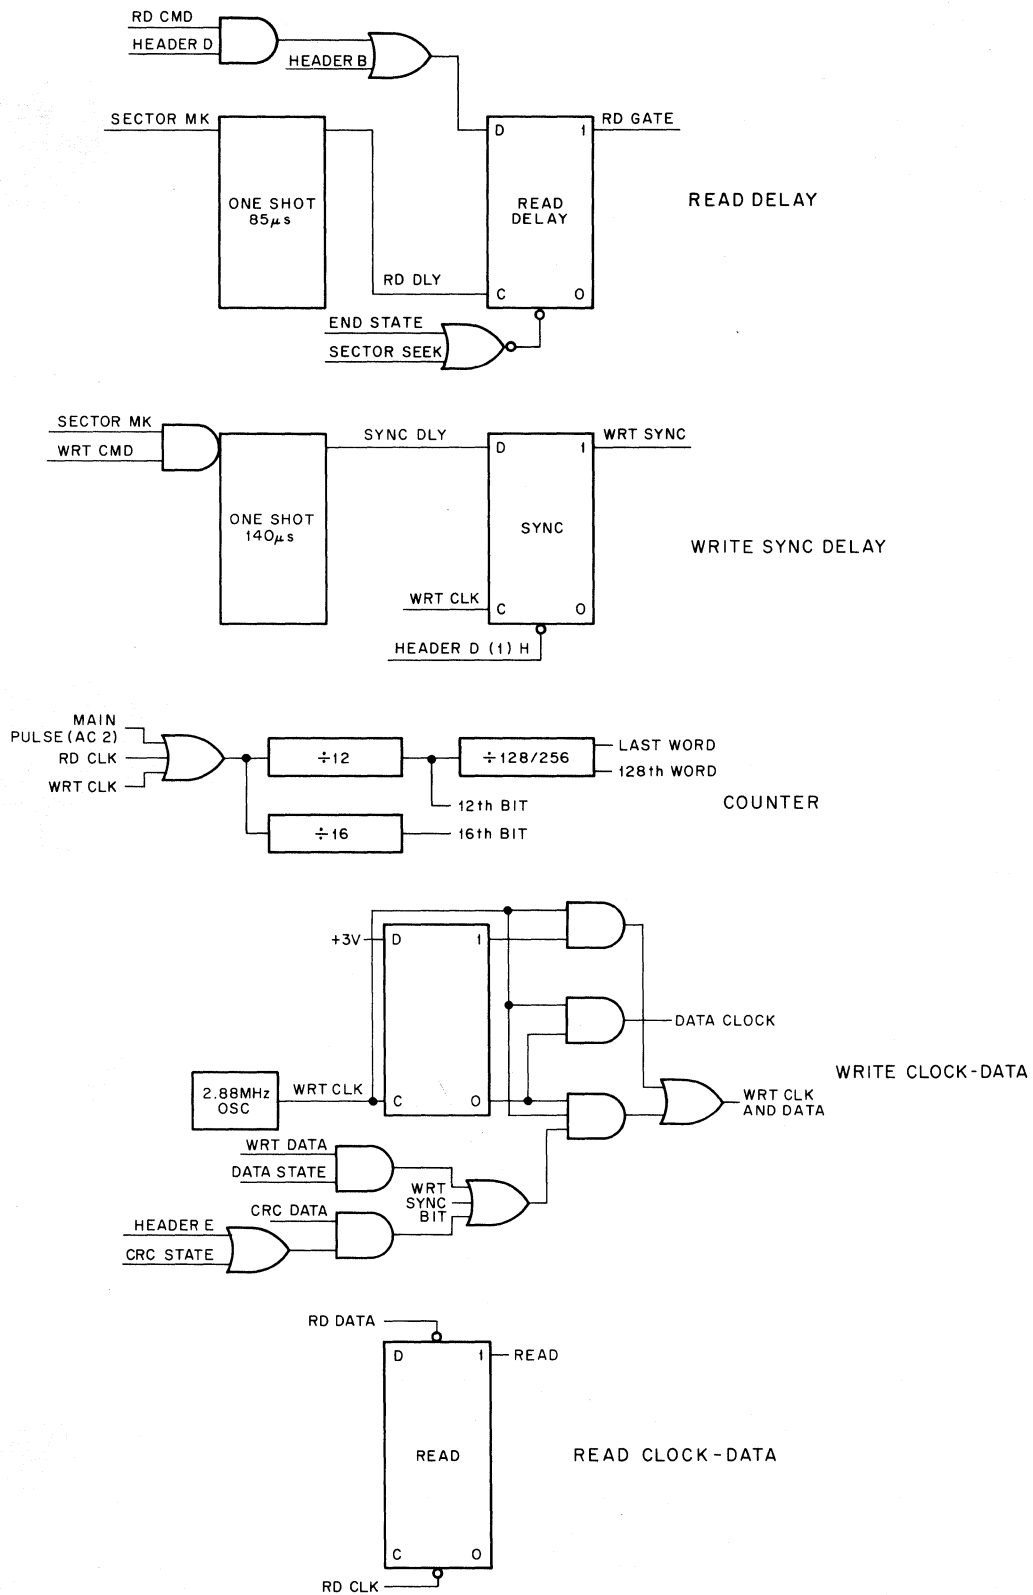 RD CMD
HEADER D
HEADER B
SECTOR MK
ONE SHOT
85μs
D
1
RD GATE
READ
DELAY
READ DELAY
RD DLY
C
0
END STATE
SECTOR SEEK
SECTOR MK
WRT CMD
ONE SHOT
140μs
SYNC DLY
D
1
WRT SYNC
SYNC
WRITE SYNC DELAY
WRT CLK
C
0
HEADER D (1) H
MAIN
PULSE (AC 2)
RD CLK
WRT CLK
÷12
÷128/256
LAST WORD
128th WORD
12th BIT
÷16
16th BIT
COUNTER
+3V
D
1
DATA CLOCK
WRITE CLOCK-DATA
2.88MHz
OSC
WRT CLK
C
0
WRT CLK
AND DATA
WRT DATA
DATA STATE
WRT
SYNC
BIT
CRC DATA
HEADER E
CRC STATE
RD DATA
D
1
READ
READ
READ CLOCK-DATA
C
0
RD CLK